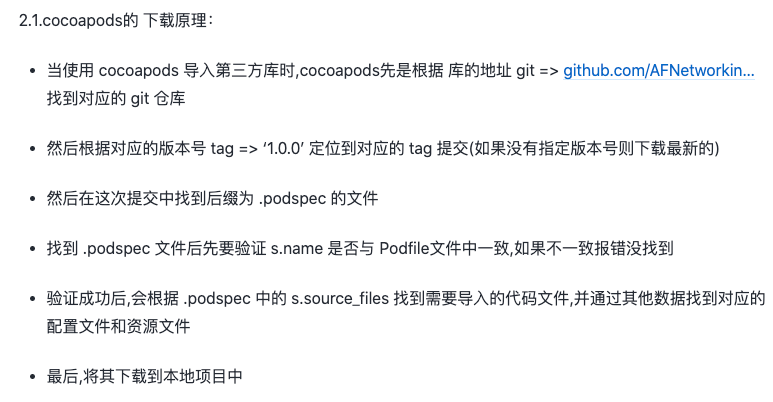 2.1.cocoapods的 下载原理：
• 当使用 cocoapods 导入第三方库时,cocoapods先是根据 库的地址 git => github.com/AFNetworkin...
找到对应的 git 仓库
• 然后根据对应的版本号 tag => ‘1.0.0’ 定位到对应的 tag 提交(如果没有指定版本号则下载最新的)
• 然后在这次提交中找到后缀为 .podspec 的文件
• 找到 .podspec 文件后先要验证 s.name 是否与 Podfile文件中一致,如果不一致报错没找到
• 验证成功后,会根据 .podspec 中的 s.source_files 找到需要导入的代码文件,并通过其他数据找到对应的
配置文件和资源文件
• 最后,将其下载到本地项目中